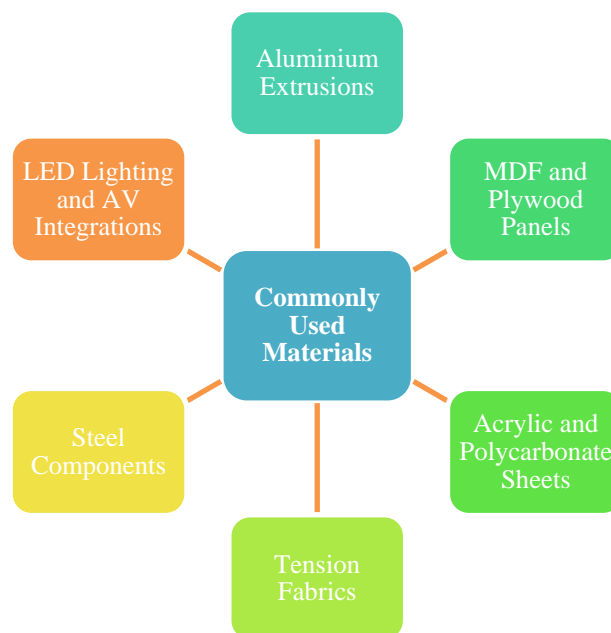 Aluminium
Extrusions
LED Lighting
and AV
Integrations
MDF and
Plywood
Panels
Commonly
Used
Materials
Steel
Components
Acrylic and
Polycarbonate
Sheets
Tension
Fabrics